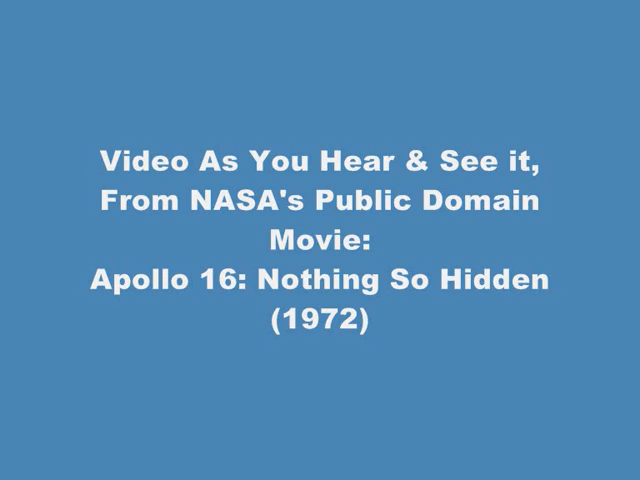 Video As You Hear & See it,
From NASA's Public Domain
Movie:
Apollo 16: Nothing So Hidden
(1972)